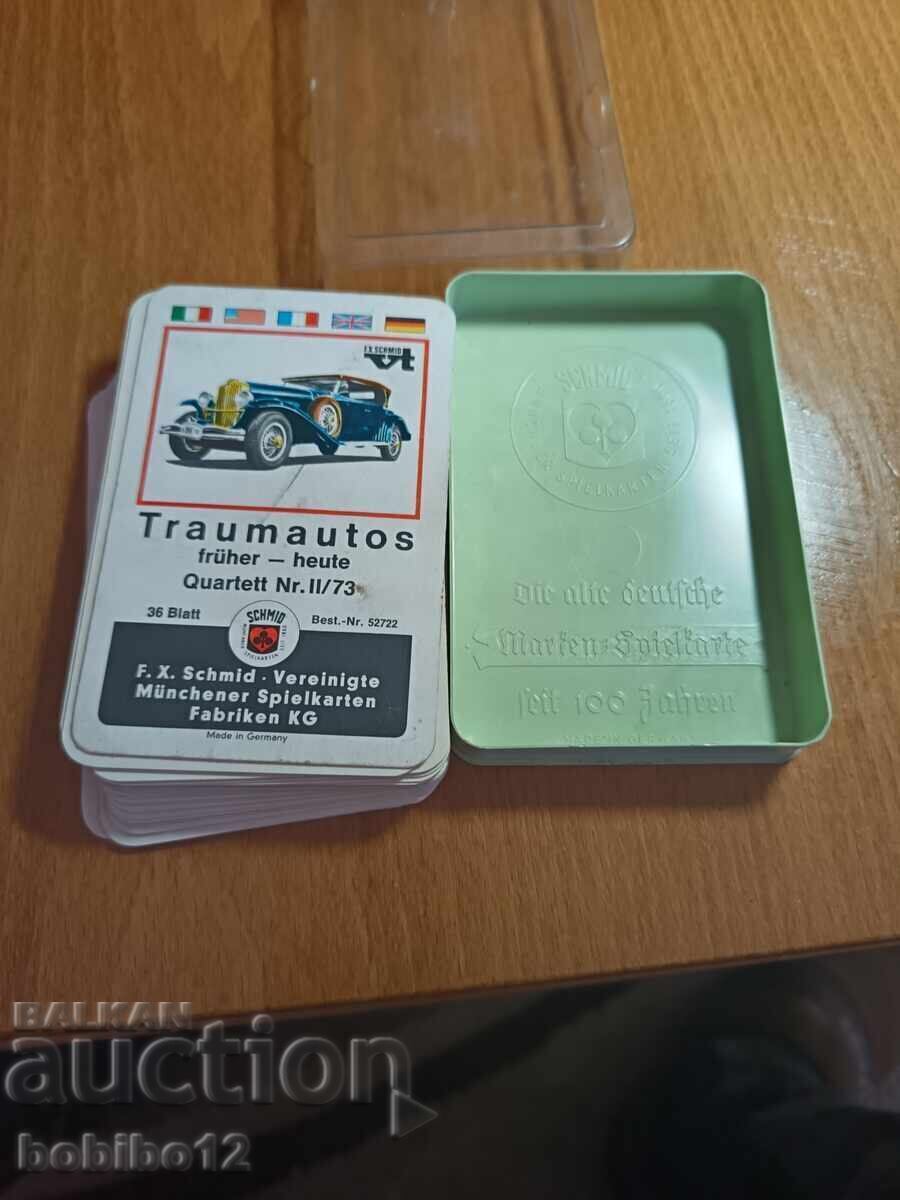 F.X. SCHMID
Traumautos
früher — heute
Quartett Nr. II/73
36 Blatt
SCHMID
Best.-Nr. 52722
F. X. Schmid · Vereinigte
Münchener Spielkarten
Fabriken KG
Made in Germany
SCHMID
SPIELKARTEN
Die alte deutsche
Marken=Spielkarte
seit 100 Jahren
BALKAN
auction
bobibo12